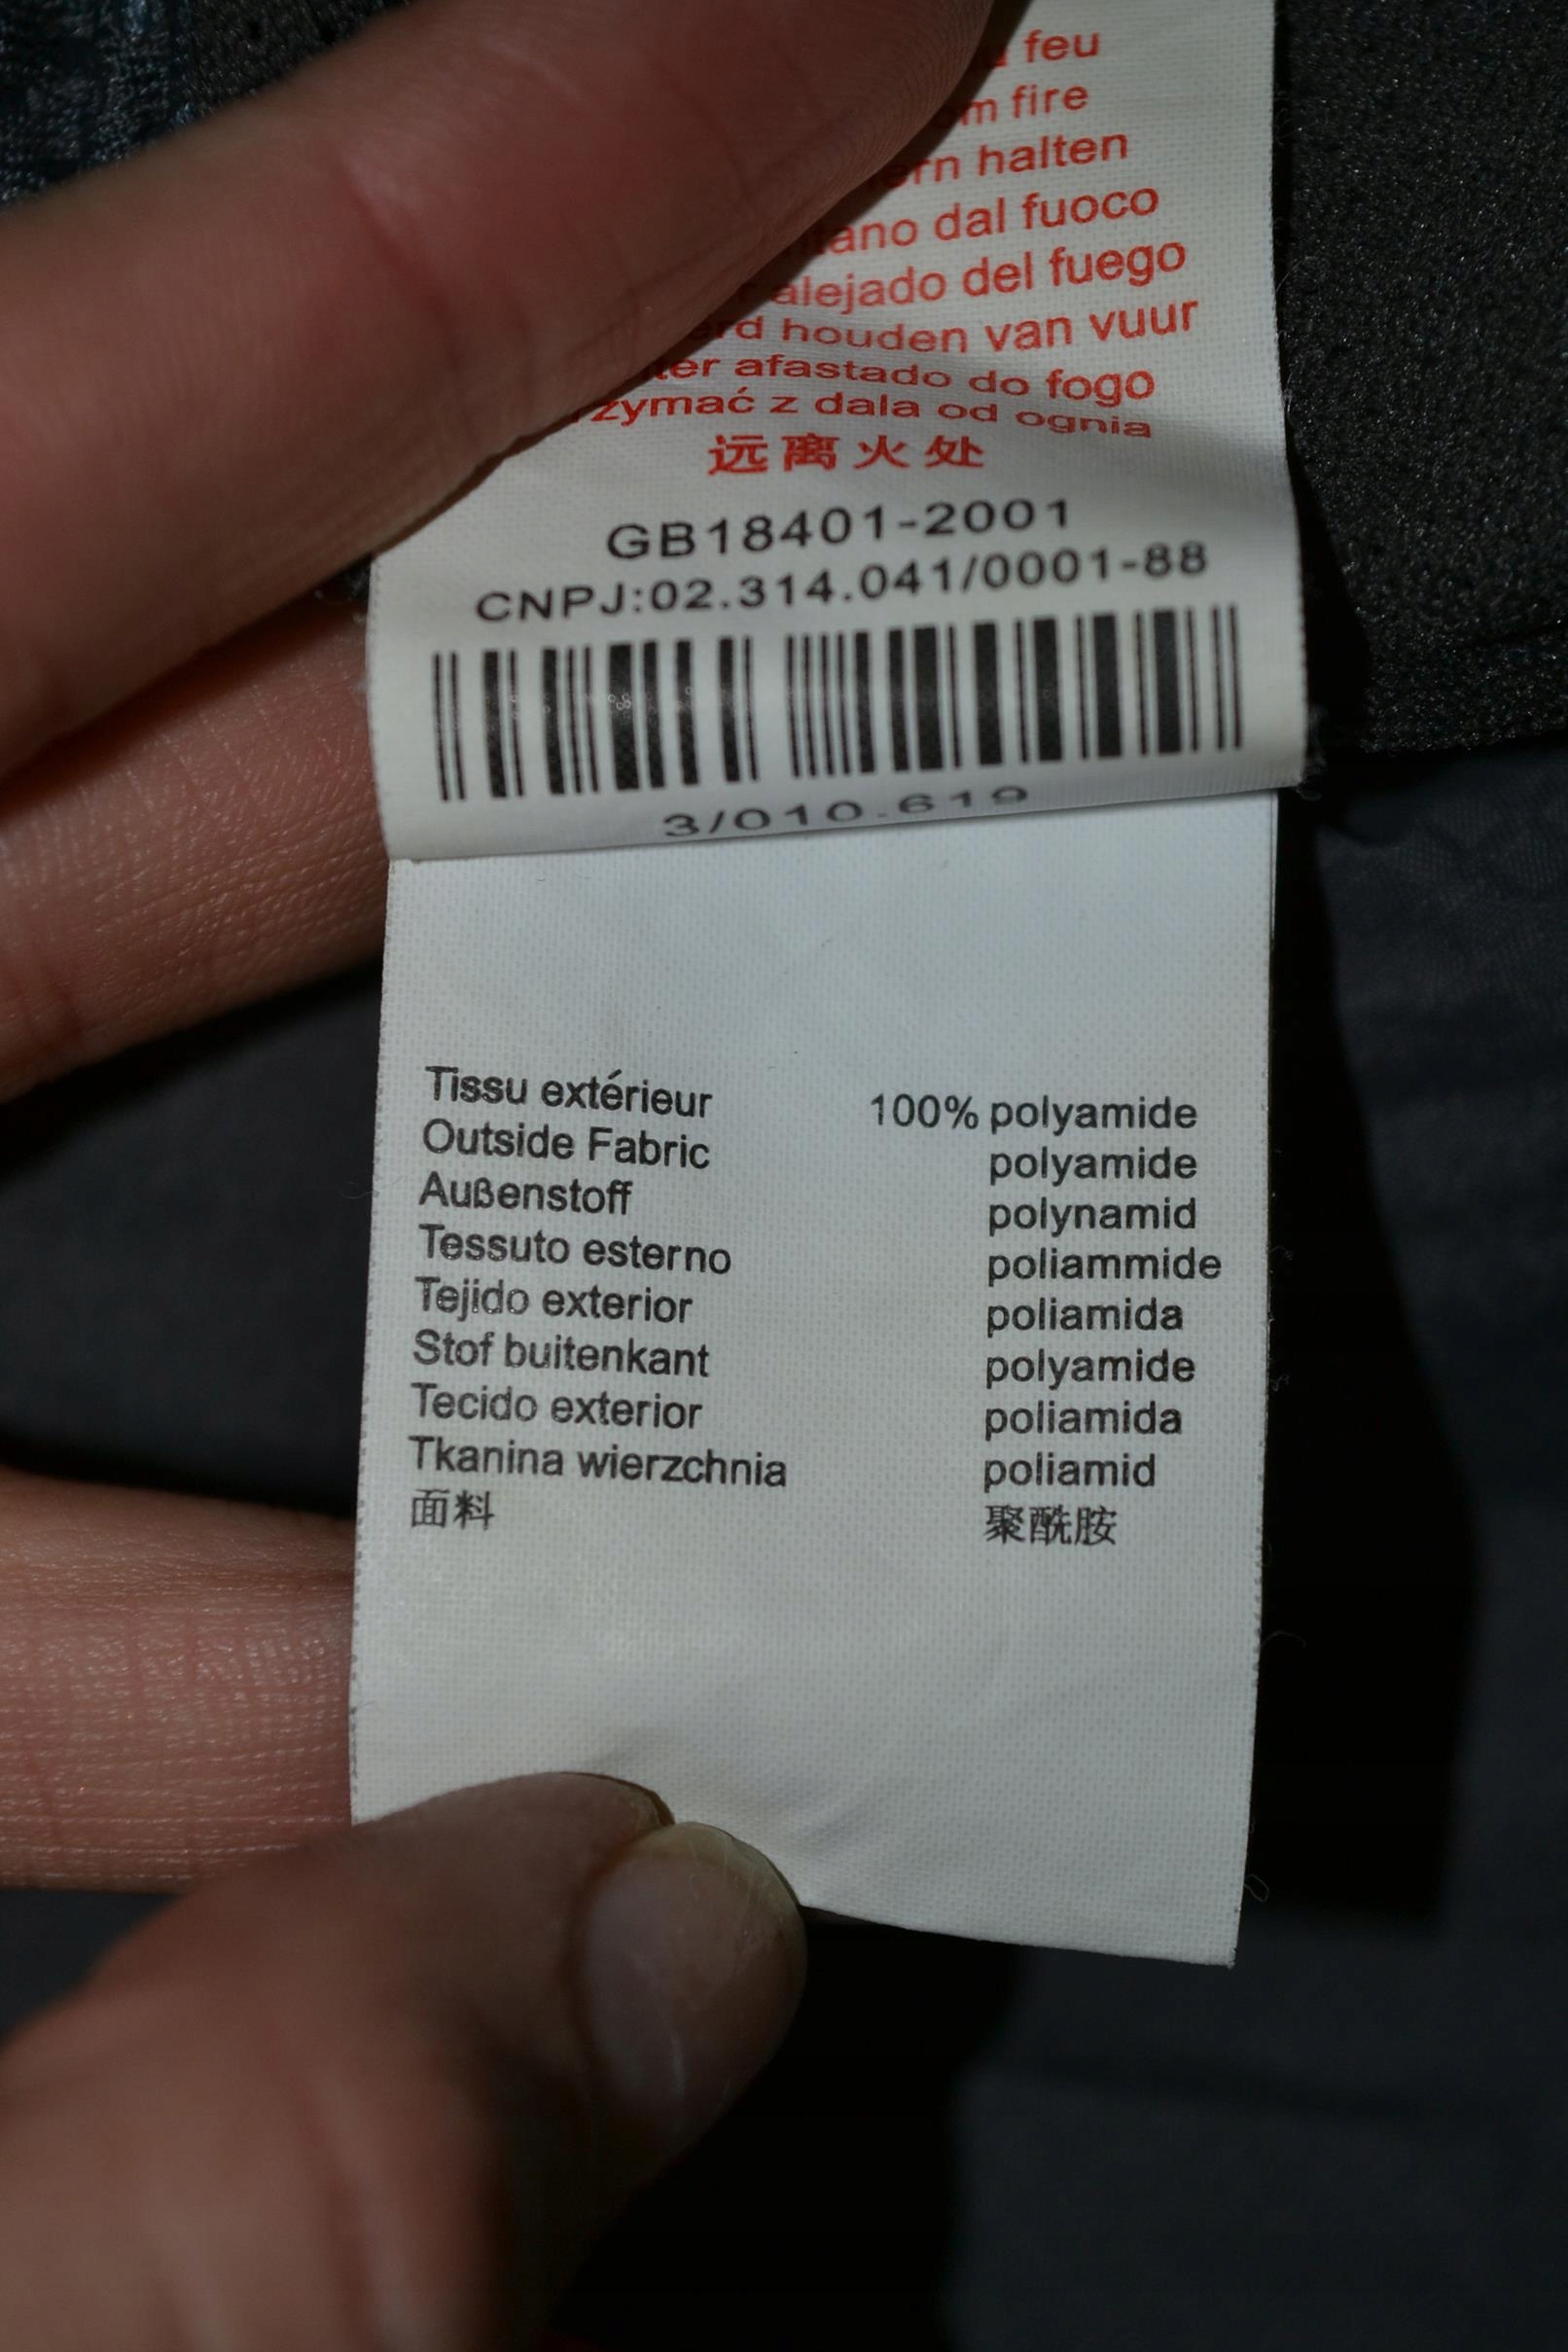 feu
fire
halten
dal fuoco
alejado del fuego
houden van vuur
afastado do fogo
z dala od ognia
远离火处
GB18401-2001
CNPJ:02.314.041/0001-88
3/010.619
Tissu extérieur 100% polyamide
Outside Fabric polyamide
Außenstoff polynamid
Tessuto esterno poliammide
Tejido exterior poliamida
Stof buitenkant polyamide
Tecido exterior poliamida
Tkanina wierzchnia poliamid
面料 聚酰胺